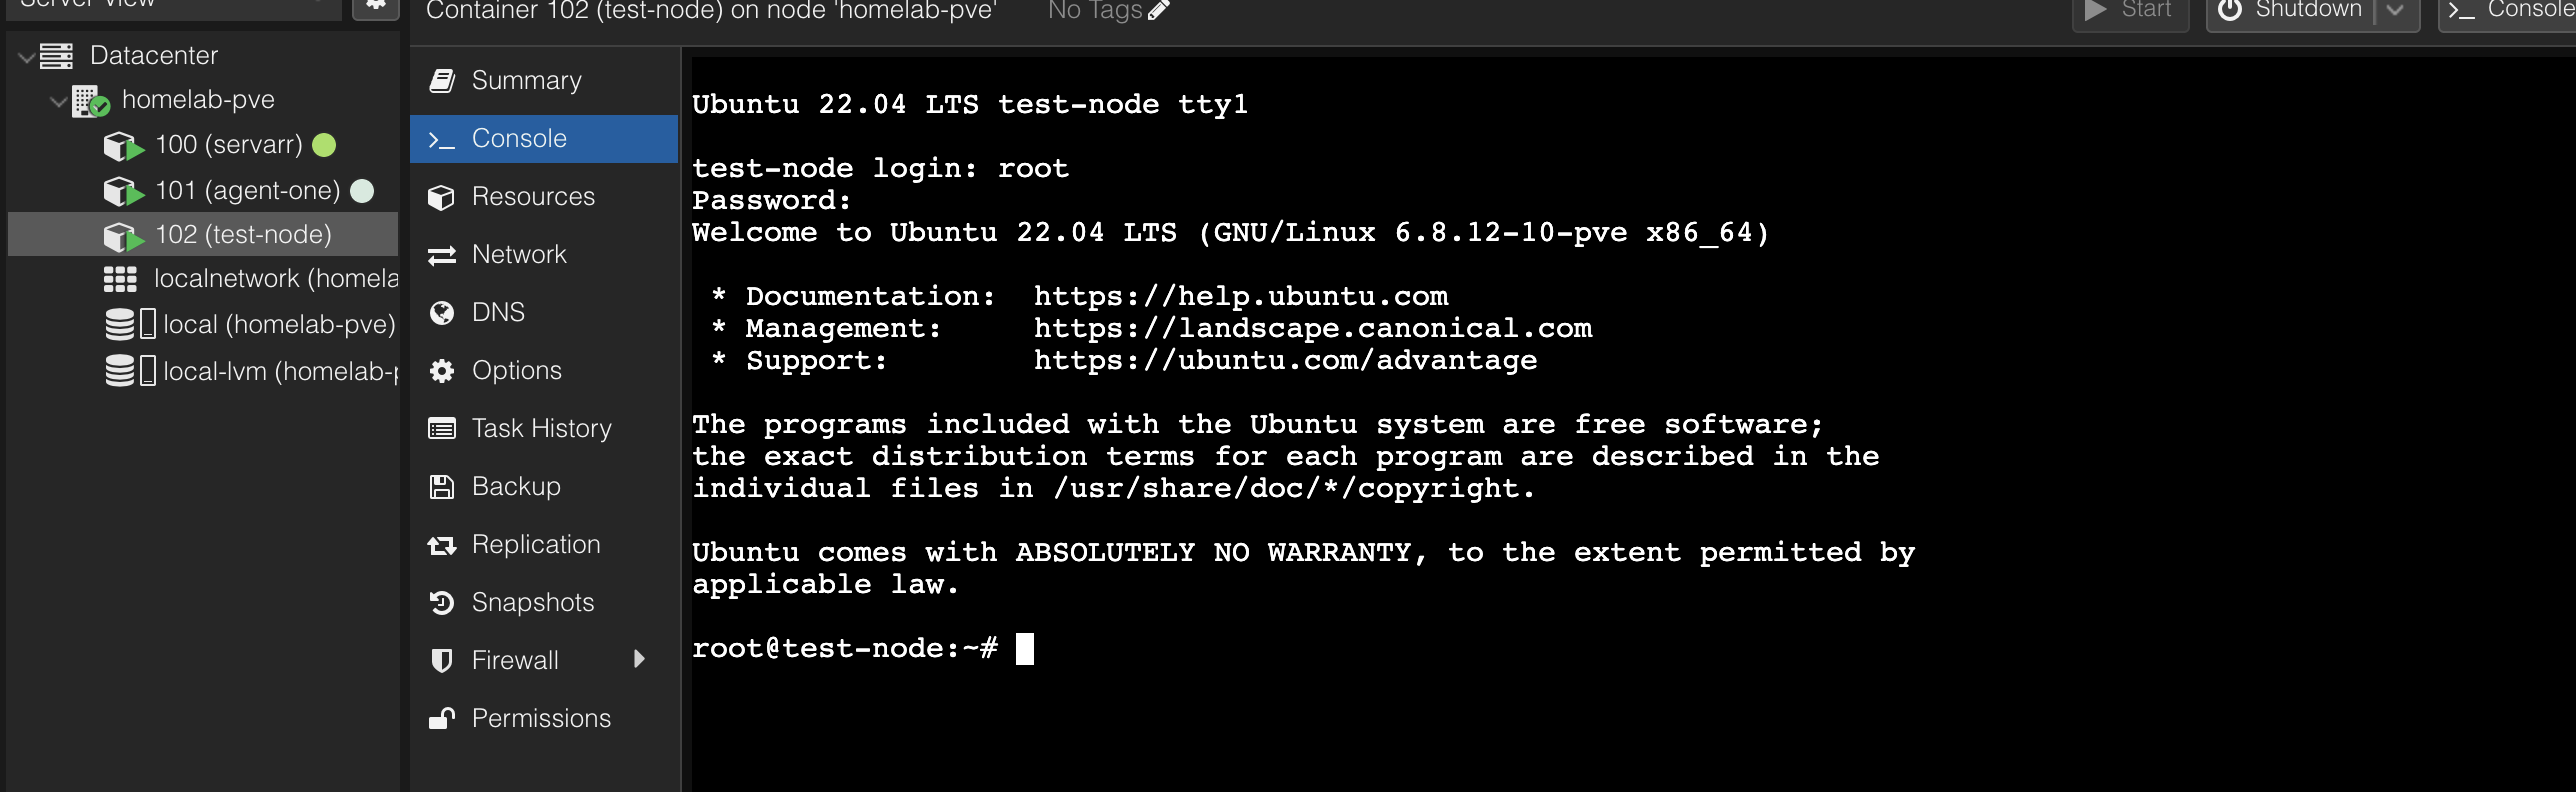 Server View
Container 102 (test-node) on node 'homelab-pve'
No Tags
Start
Shutdown
Console
Datacenter
homelab-pve
100 (servarr)
101 (agent-one)
102 (test-node)
localnetwork (homela
local (homelab-pve)
local-lvm (homelab-p
Summary
Console
Resources
Network
DNS
Options
Task History
Backup
Replication
Snapshots
Firewall
Permissions
Ubuntu 22.04 LTS test-node tty1
test-node login: root
Password:
Welcome to Ubuntu 22.04 LTS (GNU/Linux 6.8.12-10-pve x86_64)
* Documentation:  https://help.ubuntu.com
* Management:     https://landscape.canonical.com
* Support:        https://ubuntu.com/advantage
The programs included with the Ubuntu system are free software;
the exact distribution terms for each program are described in the
individual files in /usr/share/doc/*/copyright.
Ubuntu comes with ABSOLUTELY NO WARRANTY, to the extent permitted by
applicable law.
root@test-node:~#